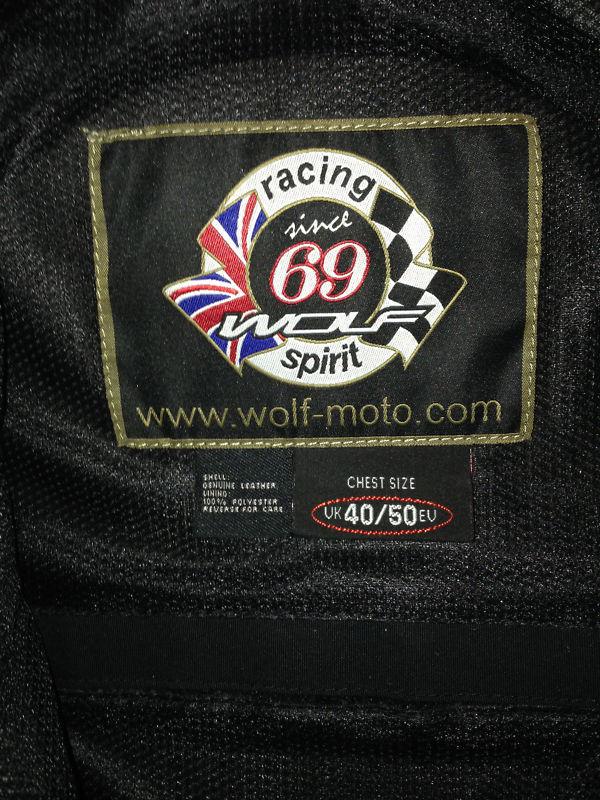 racing
since
69
WOLF
spirit
www.wolf-moto.com
SHELL:
GENUINE LEATHER
LINING:
100% POLYESTER
REVERSE FOR CARE
CHEST SIZE
UK 40/50 EU